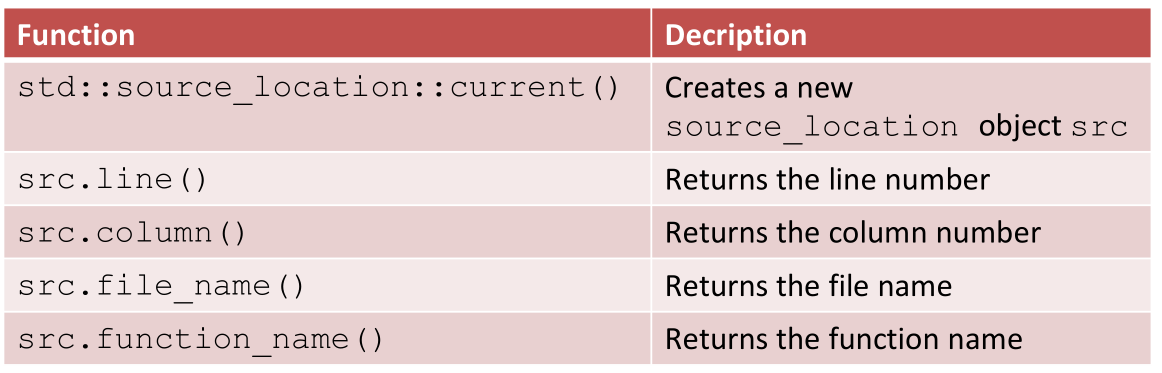 Function Decription
std::source_location::current() Creates a new
source_location object src
src.line() Returns the line number
src.column() Returns the column number
src.file_name() Returns the file name
src.function_name() Returns the function name